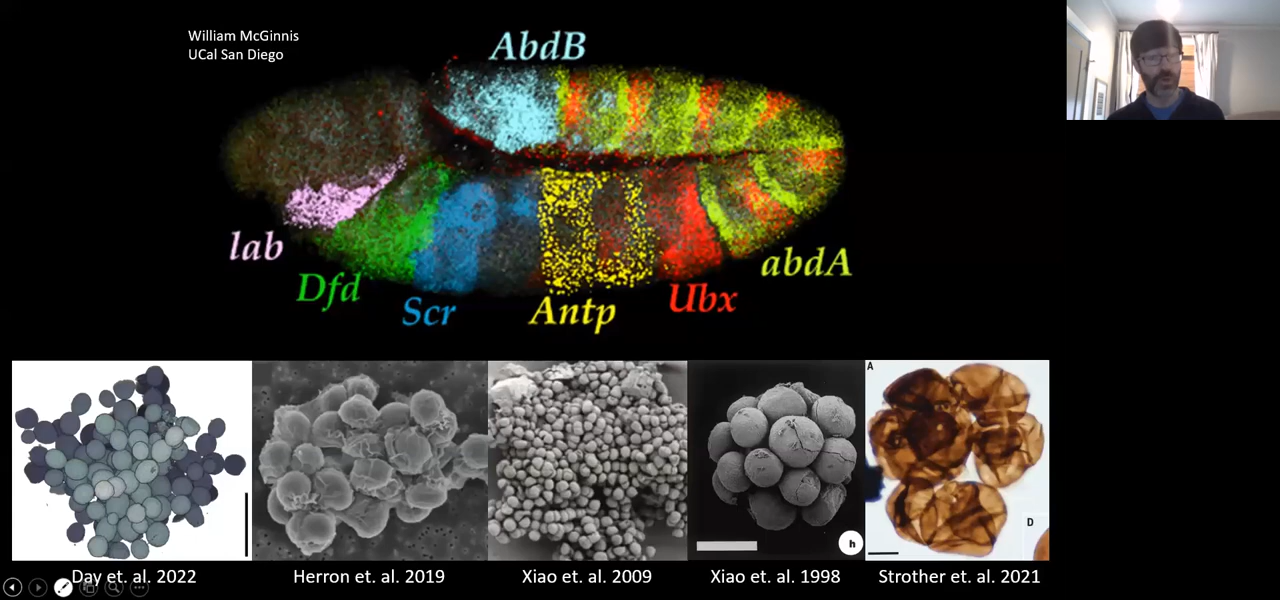 William McGinnis
UCal San Diego
AbdB
lab
Dfd
Scr
Antp
Ubx
abdA
A
h
D
Day et. al. 2022
Herron et. al. 2019
Xiao et. al. 2009
Xiao et. al. 1998
Strother et. al. 2021